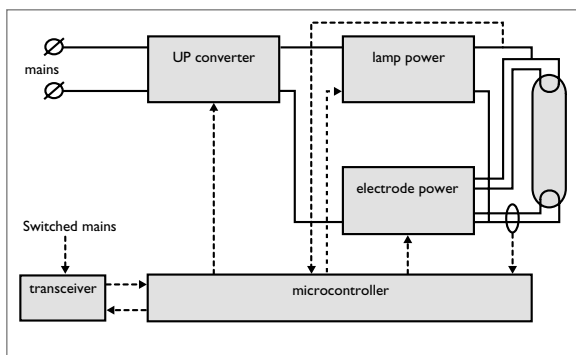 UP converter
lamp power
mains
electrode power
Switched mains
transceiver
microcontroller